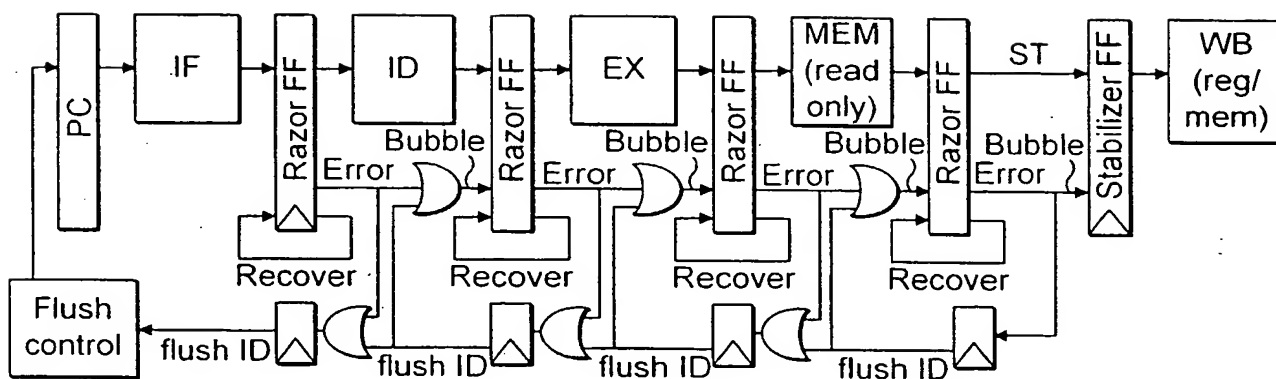 PC
IF
Razor FF
ID
Razor FF
EX
Razor FF
MEM
(read
only)
Razor FF
ST
Stabilizer FF
WB
(reg/
mem)
Error
Bubble
Error
Bubble
Error
Bubble
Error
Bubble
Recover
Recover
Recover
Recover
Flush
control
flush ID
flush ID
flush ID
flush ID